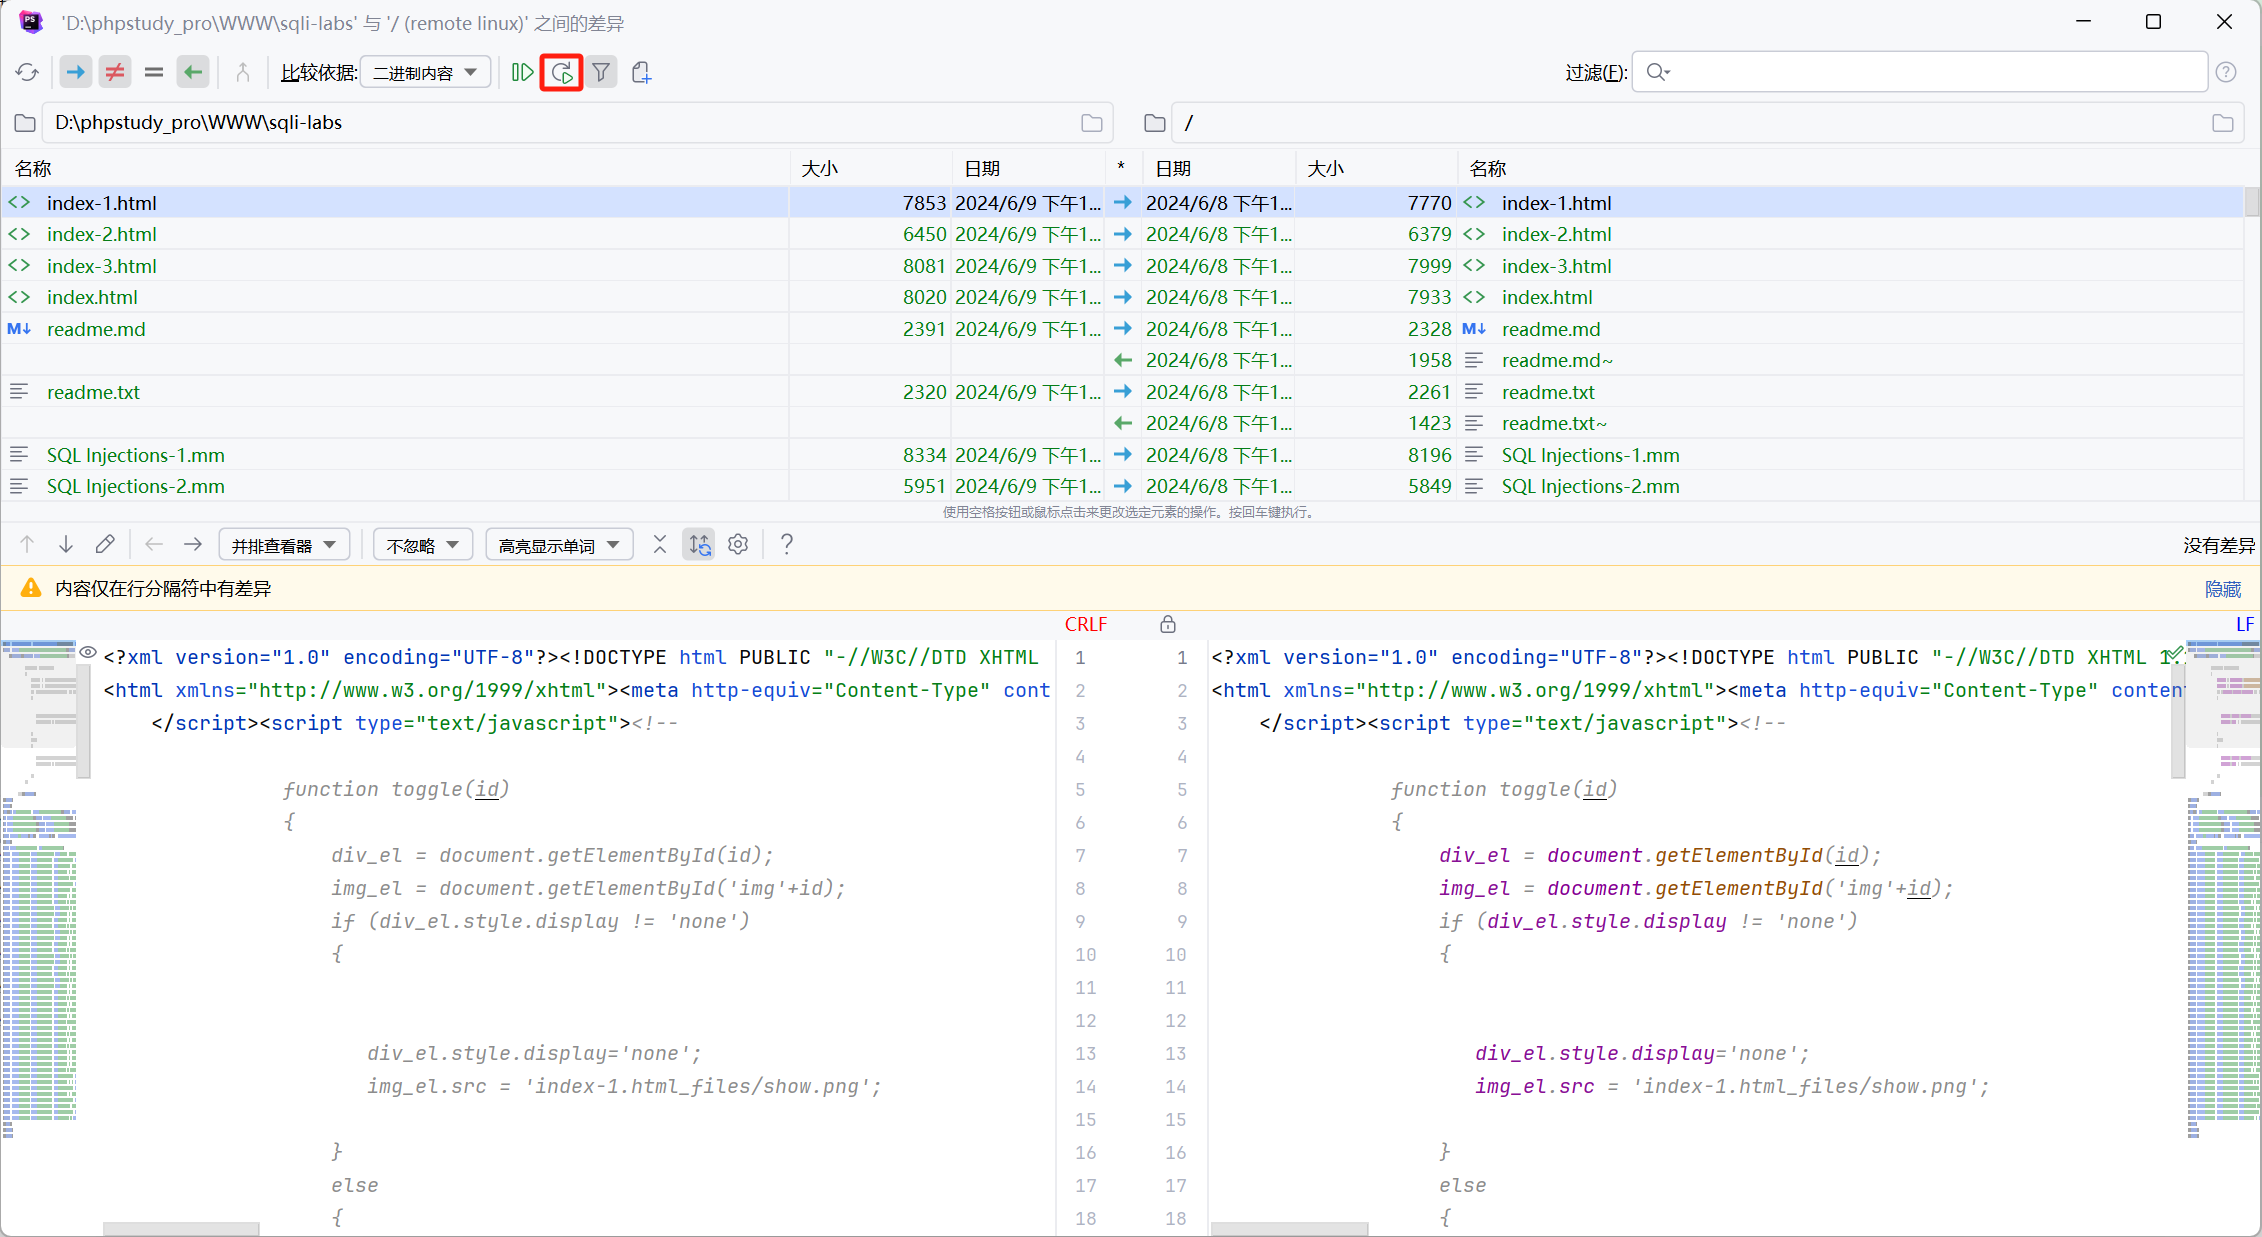 'D:\phpstudy_pro\WWW\sqli-labs' 与 '/ (remote linux)' 之间的差异
比较依据: 二进制内容 过滤(F):
D:\phpstudy_pro\WWW\sqli-labs /
名称 大小 日期 * 日期 大小 名称
index-1.html 7853 2024/6/9 下午1... 2024/6/8 下午1... 7770 index-1.html
index-2.html 6450 2024/6/9 下午1... 2024/6/8 下午1... 6379 index-2.html
index-3.html 8081 2024/6/9 下午1... 2024/6/8 下午1... 7999 index-3.html
index.html 8020 2024/6/9 下午1... 2024/6/8 下午1... 7933 index.html
M↓ readme.md 2391 2024/6/9 下午1... 2024/6/8 下午1... 2328 M↓ readme.md
2024/6/8 下午1... 1958 readme.md~
readme.txt 2320 2024/6/9 下午1... 2024/6/8 下午1... 2261 readme.txt
2024/6/8 下午1... 1423 readme.txt~
SQL Injections-1.mm 8334 2024/6/9 下午1... 2024/6/8 下午1... 8196 SQL Injections-1.mm
SQL Injections-2.mm 5951 2024/6/9 下午1... 2024/6/8 下午1... 5849 SQL Injections-2.mm
使用空格按钮或鼠标点击来更改选定元素的操作。按回车键执行。
并排查看器 不忽略 高亮显示单词 ? 没有差异
内容仅在行分隔符中有差异 隐藏
CRLF LF
<?xml version="1.0" encoding="UTF-8"?><!DOCTYPE html PUBLIC "-//W3C//DTD XHTML 1 1 <?xml version="1.0" encoding="UTF-8"?><!DOCTYPE html PUBLIC "-//W3C//DTD XHTML 1.
<html xmlns="http://www.w3.org/1999/xhtml"><meta http-equiv="Content-Type" cont 2 2 <html xmlns="http://www.w3.org/1999/xhtml"><meta http-equiv="Content-Type" conten
</script><script type="text/javascript"><!-- 3 3 </script><script type="text/javascript"><!--
4 4
function toggle(id) 5 5 function toggle(id)
{ 6 6 {
div_el = document.getElementById(id); 7 7 div_el = document.getElementById(id);
img_el = document.getElementById('img'+id); 8 8 img_el = document.getElementById('img'+id);
if (div_el.style.display != 'none') 9 9 if (div_el.style.display != 'none')
{ 10 10 {
11 11
12 12
div_el.style.display='none'; 13 13 div_el.style.display='none';
img_el.src = 'index-1.html_files/show.png'; 14 14 img_el.src = 'index-1.html_files/show.png';
15 15
} 16 16 }
else 17 17 else
{ 18 18 {